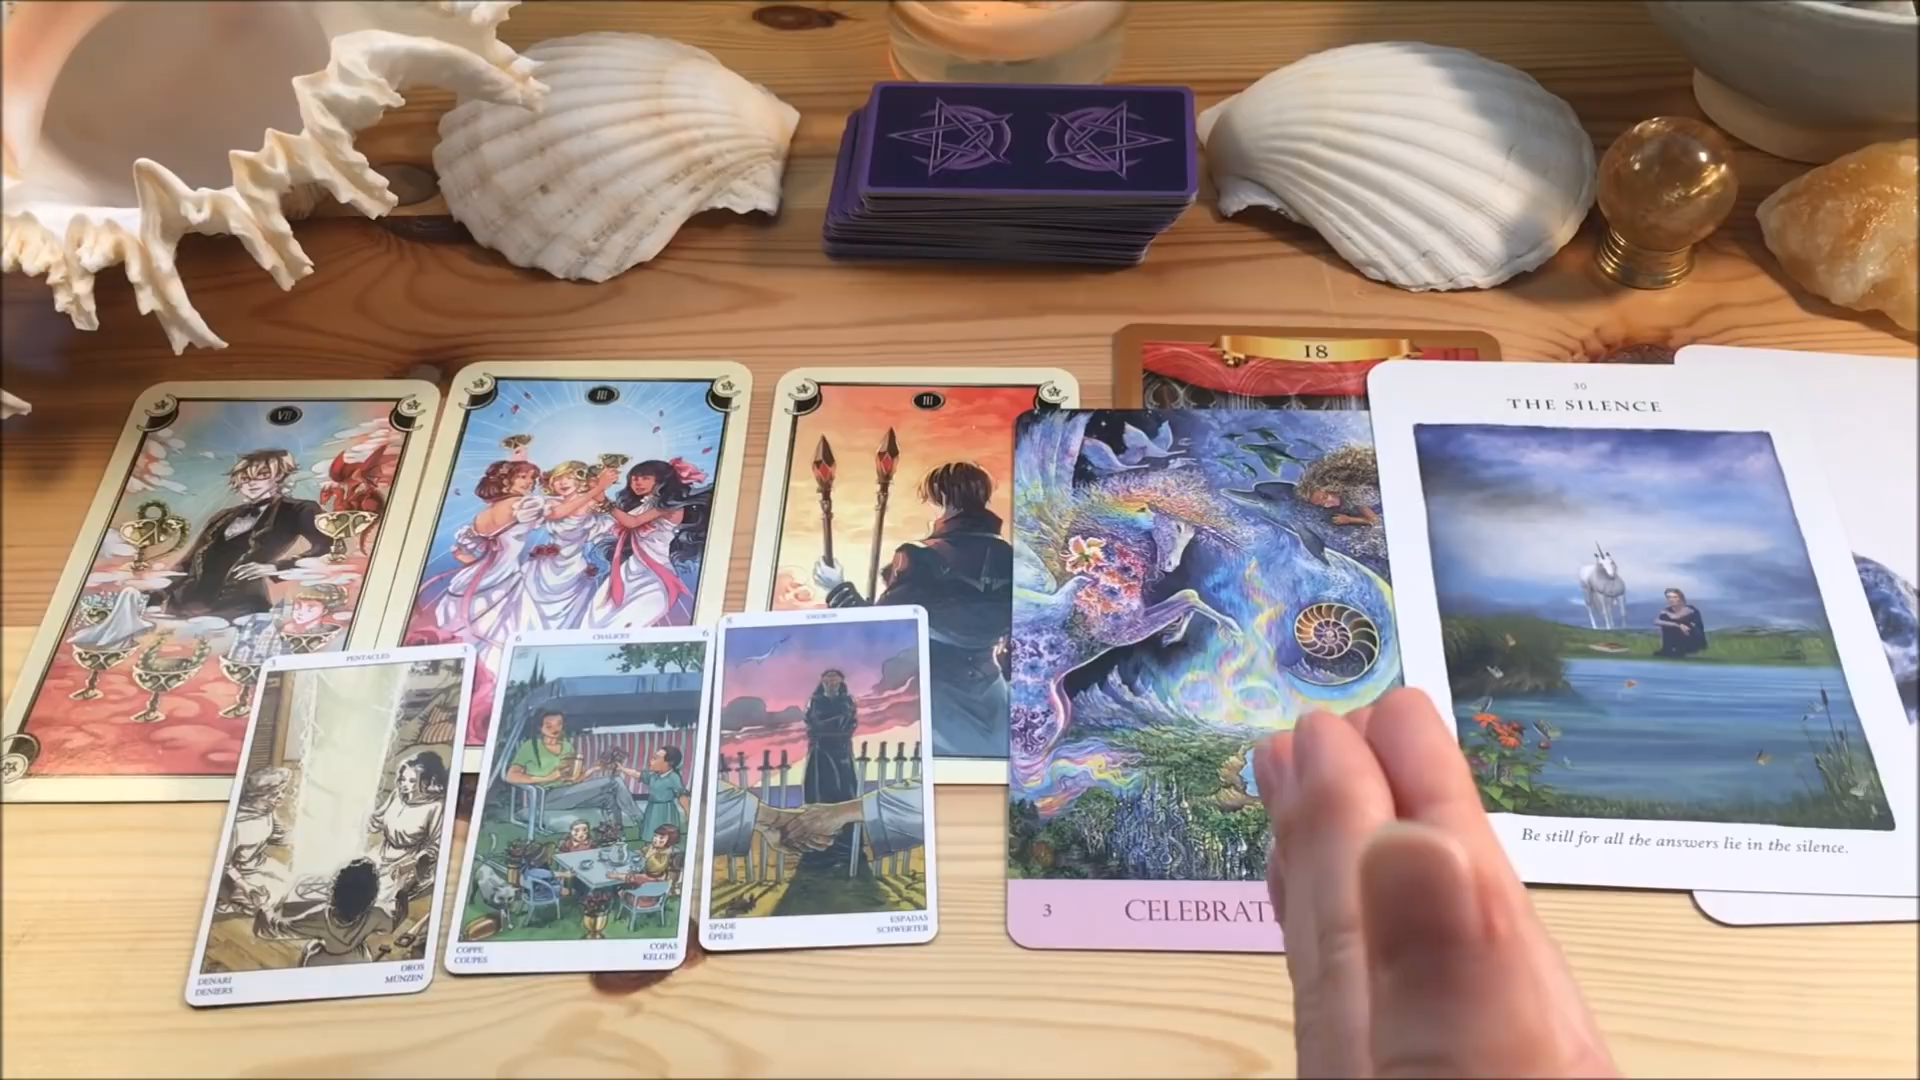 VII
III
III
18
30
THE SILENCE
Be still for all the answers lie in the silence.
3 PENTACLES 3
DENARI
DENIERS
OROS
MÜNZEN
6 CHALICES 6
COPPE
COUPES
COPAS
KELCHE
8 SWORDS 8
SPADE
ÉPÉES
ESPADAS
SCHWERTER
3
CELEBRAT